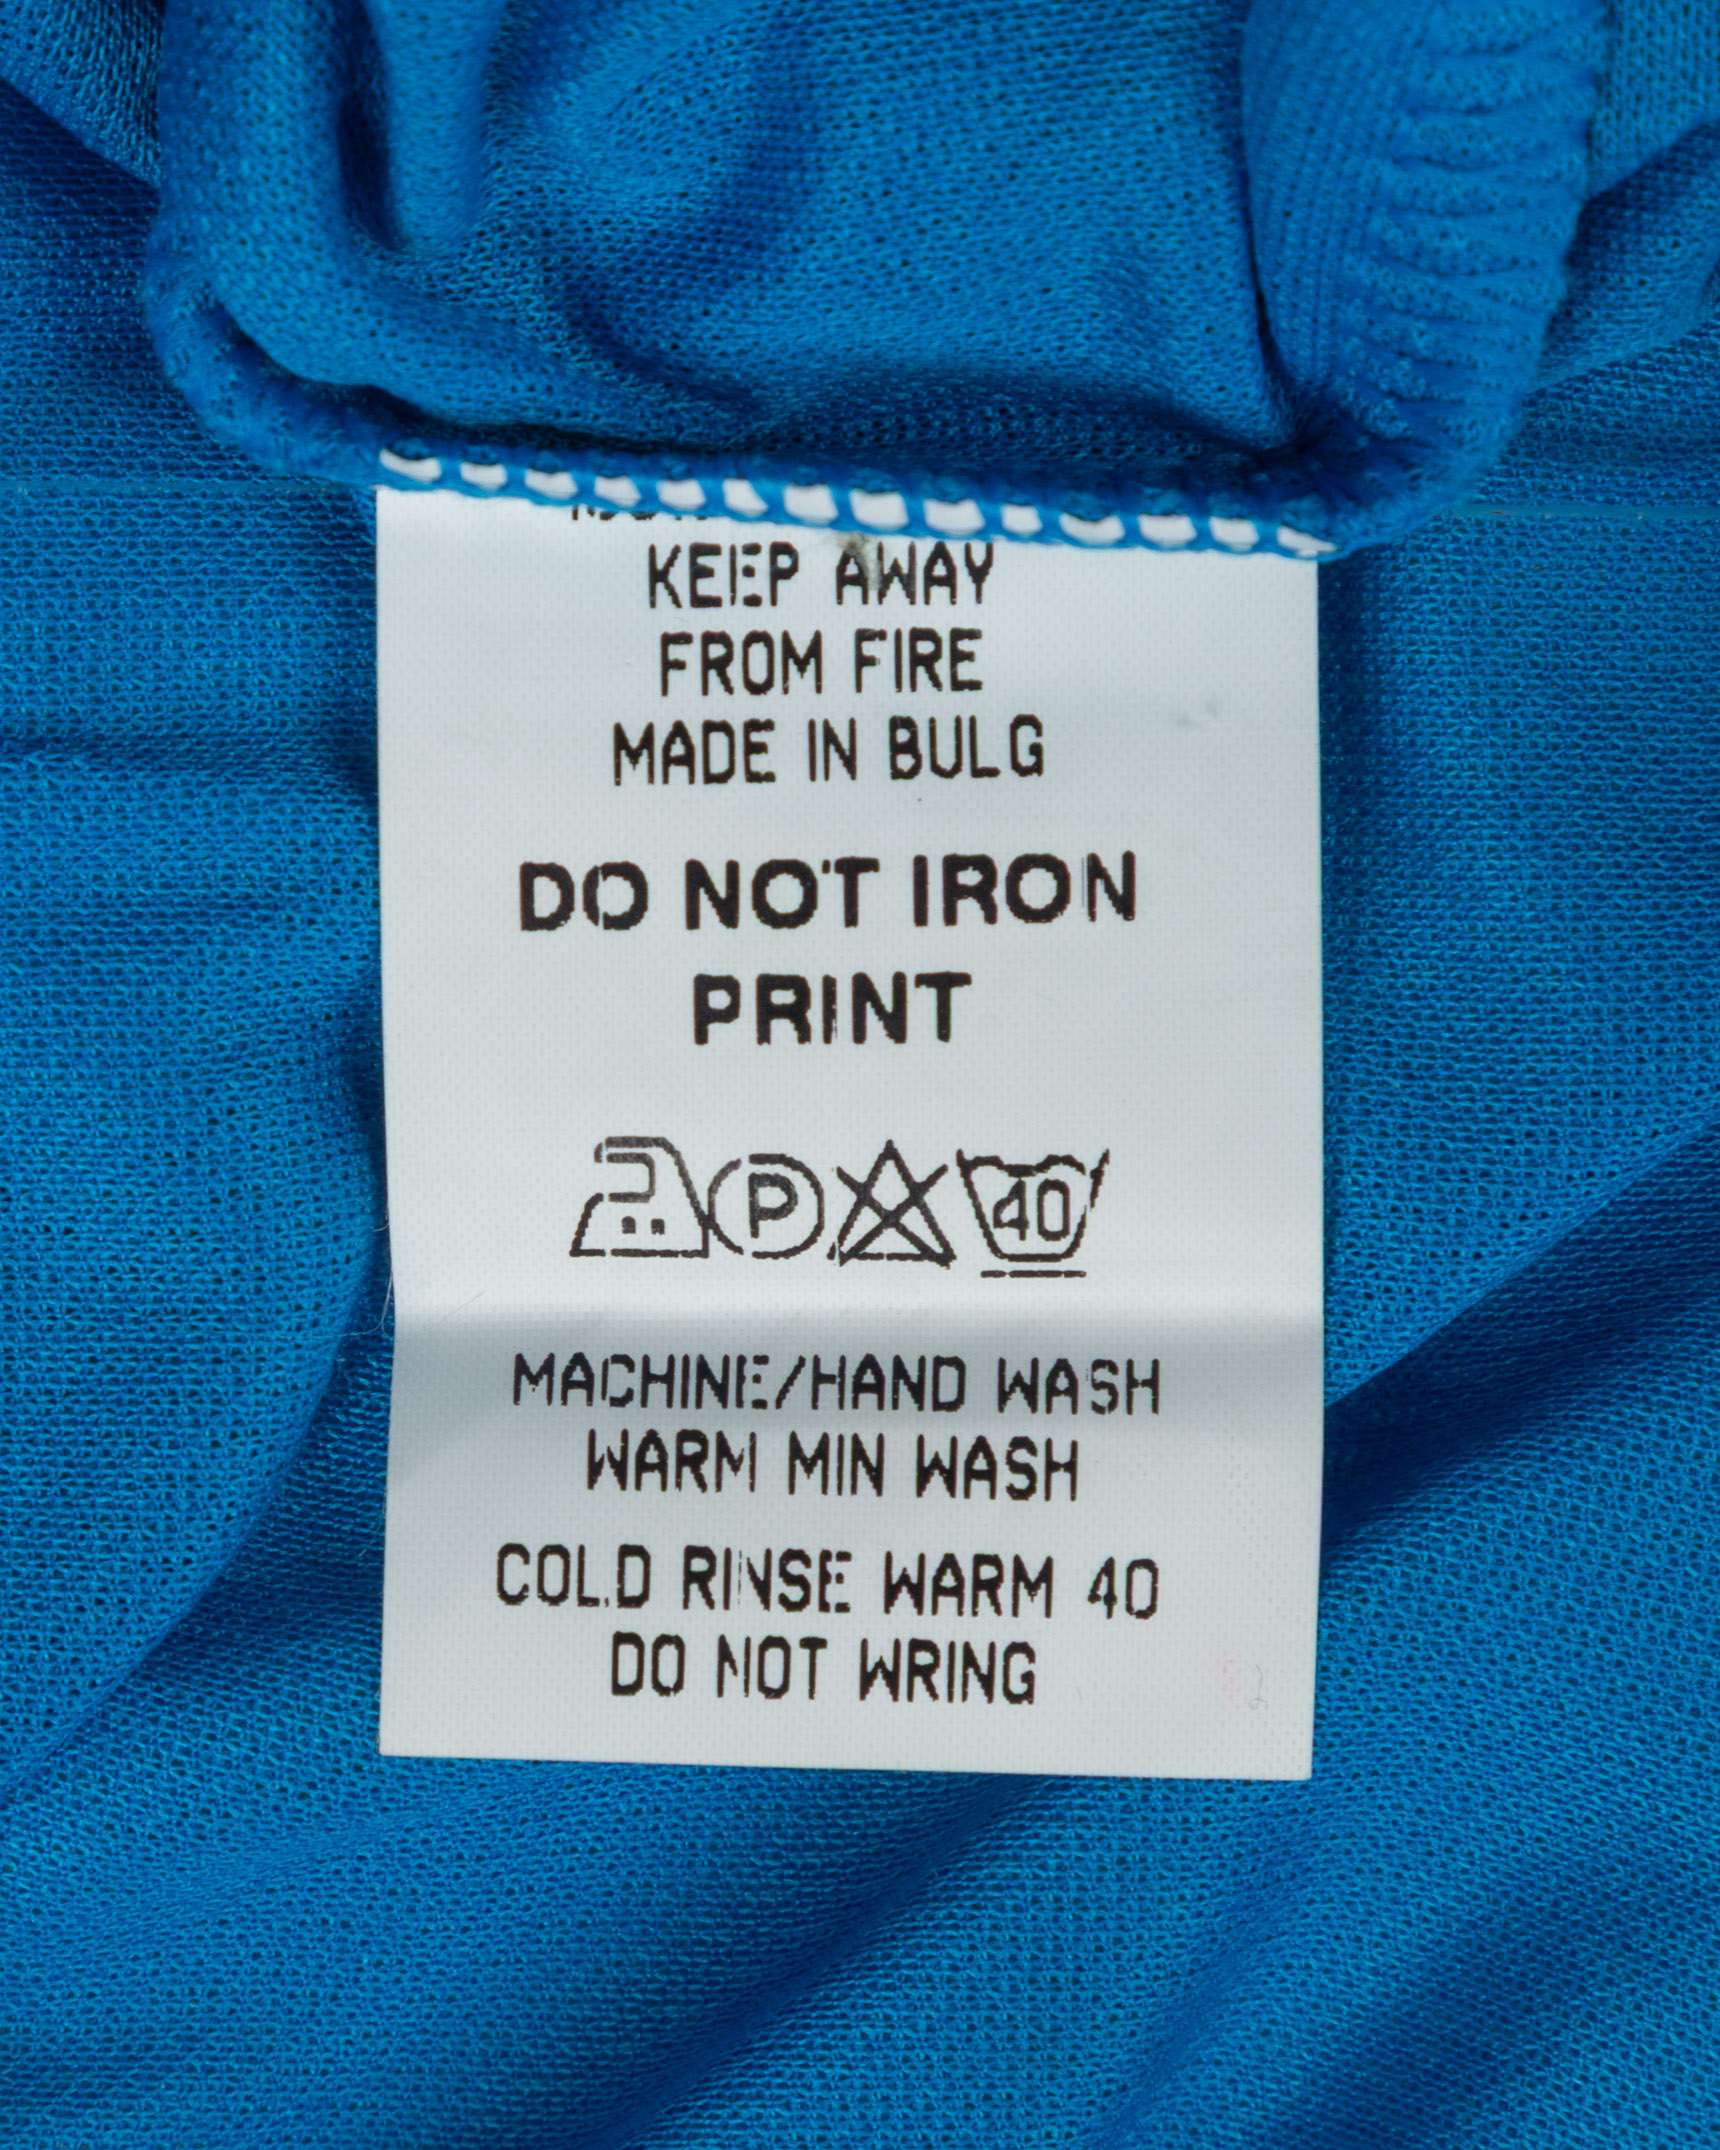 KEEP AWAY
FROM FIRE
MADE IN BULG
DO NOT IRON
PRINT
P 40
MACHINE/HAND WASH
WARM MIN WASH
COLD RINSE WARM 40
DO NOT WRING